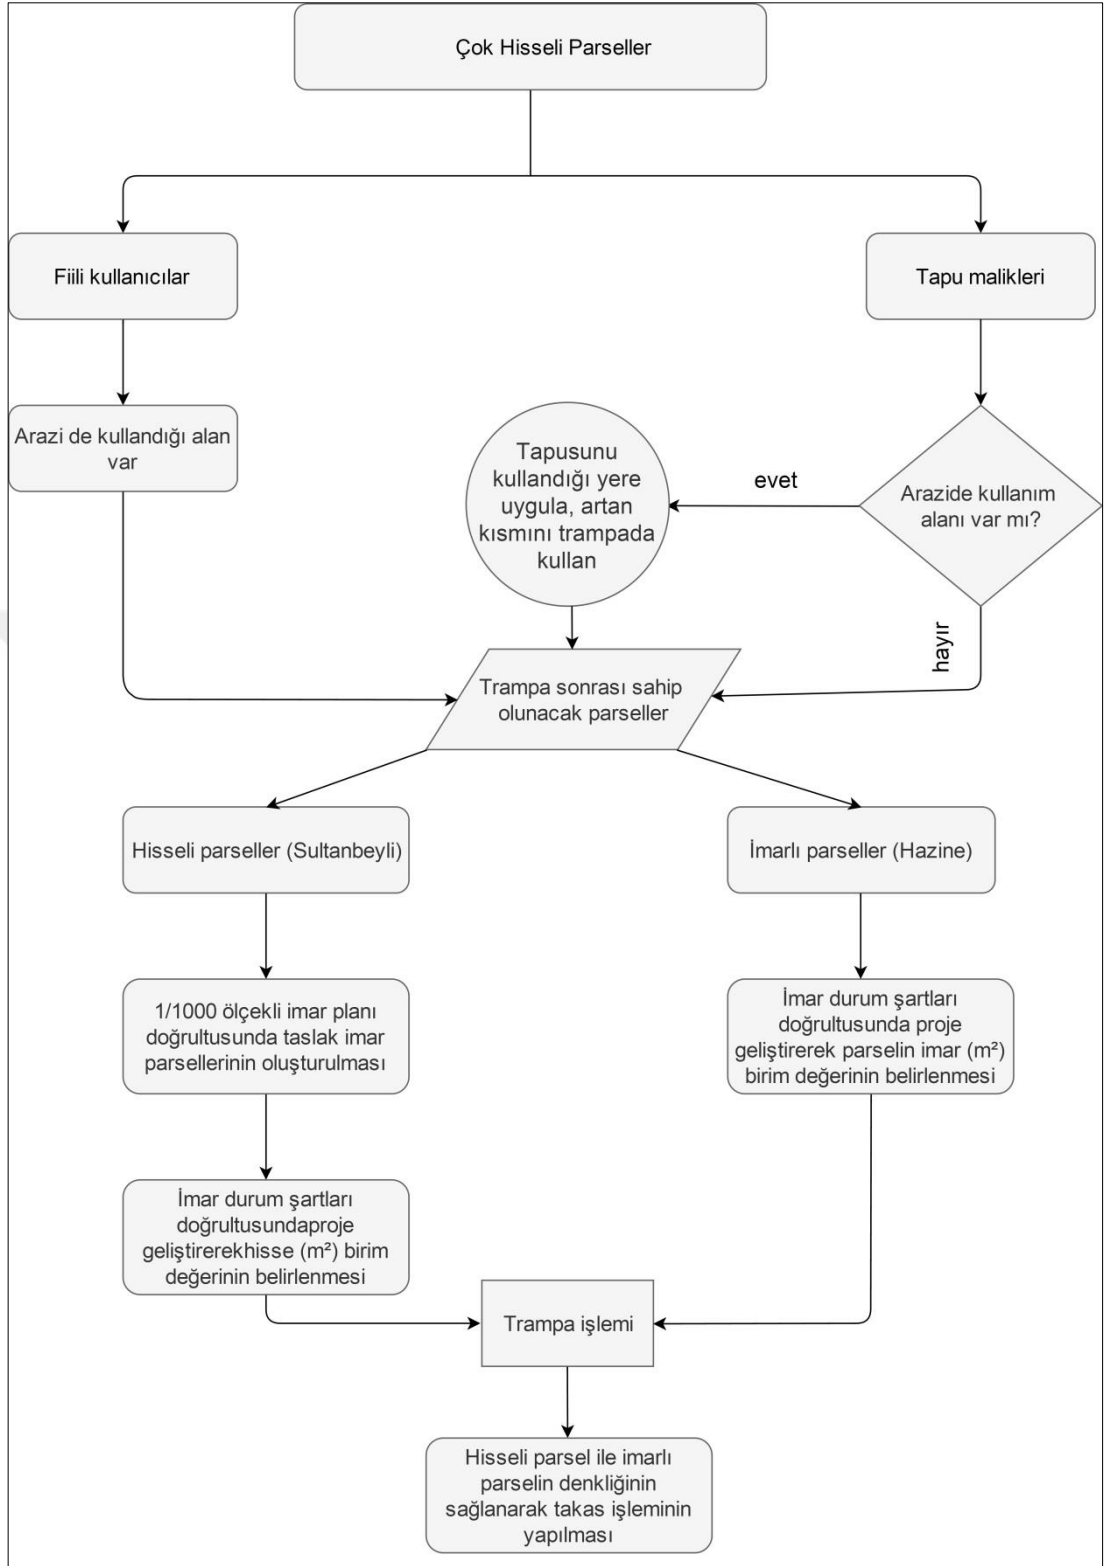 Çok Hisseli Parseller
Fiili kullanıcılar
Tapu malikleri
Arazi de kullandığı alan
var
Tapusunu
kullandığı yere
uygula, artan
kısmını trampada
kullan
evet
Arazide kullanım
alanı var mı?
hayır
Trampa sonrası sahip
olunacak parseller
Hisseli parseller (Sultanbeyli)
İmarlı parseller (Hazine)
1/1000 ölçekli imar planı
doğrultusunda taslak imar
parsellerinin oluşturulması
İmar durum şartları
doğrultusunda proje
geliştirerek parselin imar (m²)
birim değerinin belirlenmesi
İmar durum şartları
doğrultusundaproje
geliştirerekhisse (m²) birim
değerinin belirlenmesi
Trampa işlemi
Hisseli parsel ile imarlı
parselin denkliğinin
sağlanarak takas işleminin
yapılması